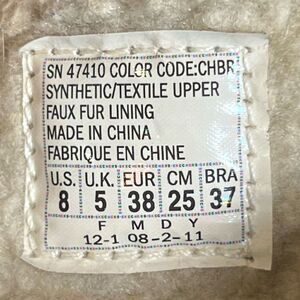 SN 47410 COLOR CODE:CHBR
SYNTHETIC/TEXTILE UPPER
FAUX FUR LINING
MADE IN CHINA
FABRIQUE EN CHINE
U.S. U.K. EUR CM BRA
8 5 38 25 37
F M D Y
12-1 08-2-11